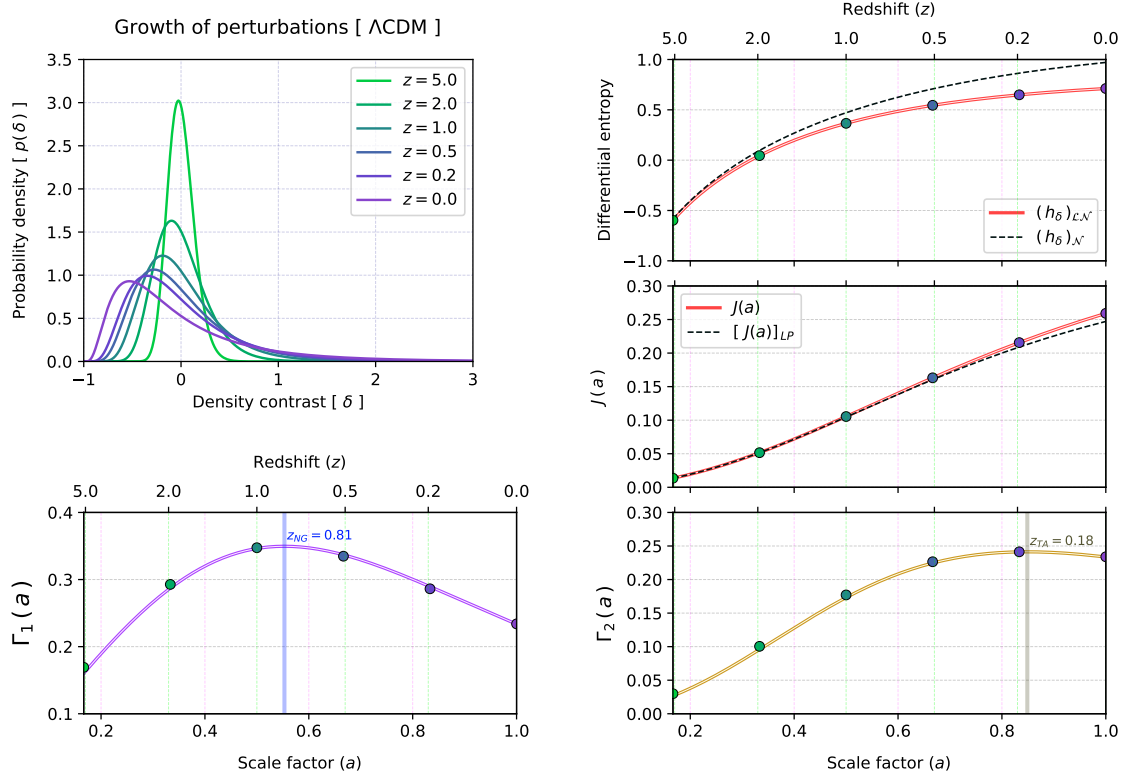 Growth of perturbations [ ΛCDM ]
Probability density [ p(δ) ]
3.5
3.0
2.5
2.0
1.5
1.0
0.5
0.0
z = 5.0
z = 2.0
z = 1.0
z = 0.5
z = 0.2
z = 0.0
−1 0 1 2 3
Density contrast [ δ ]
Redshift (z)
5.0 2.0 1.0 0.5 0.2 0.0
Differentiial entropy
1.0
0.5
0.0
−0.5
−1.0
(h_δ)_{ℒ𝒩}
(h_δ)_𝒩
J(a)
0.30
0.25
0.20
0.15
0.10
0.05
0.00
J(a)
[J(a)]_{LP}
Redshift (z)
5.0 2.0 1.0 0.5 0.2 0.0
Γ_1(a)
0.4
0.3
0.2
0.1
z_{NG} = 0.81
0.2 0.4 0.6 0.8 1.0
Scale factor (a)
Γ_2(a)
0.30
0.25
0.20
0.15
0.10
0.05
0.00
z_{TA} = 0.18
0.2 0.4 0.6 0.8 1.0
Scale factor (a)